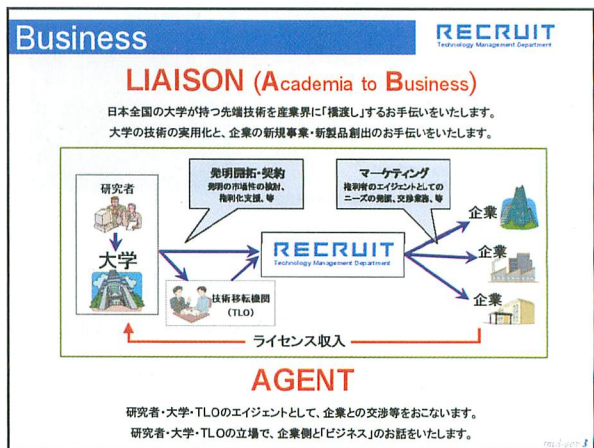 Business
RECRUIT
Technology Management Department
LIAISON (Academia to Business)
日本全国の大学が持つ先端技術を産業界に「橋渡し」するお手伝いをいたします。
大学の技術の実用化と、企業の新規事業・新製品創出のお手伝いをいたします。
研究者
大学
発明開拓・契約
発明の市場性の検討、
権利化支援、等
技術移転機関
(TLO)
RECRUIT
Technology Management Department
マーケティング
権利者のエイジェントとしての
ニーズの発掘、交渉業務、等
企業
企業
企業
ライセンス収入
AGENT
研究者・大学・TLOのエイジェントとして、企業との交渉等をおこないます。
研究者・大学・TLOの立場で、企業側と「ビジネス」のお話をいたします。
3